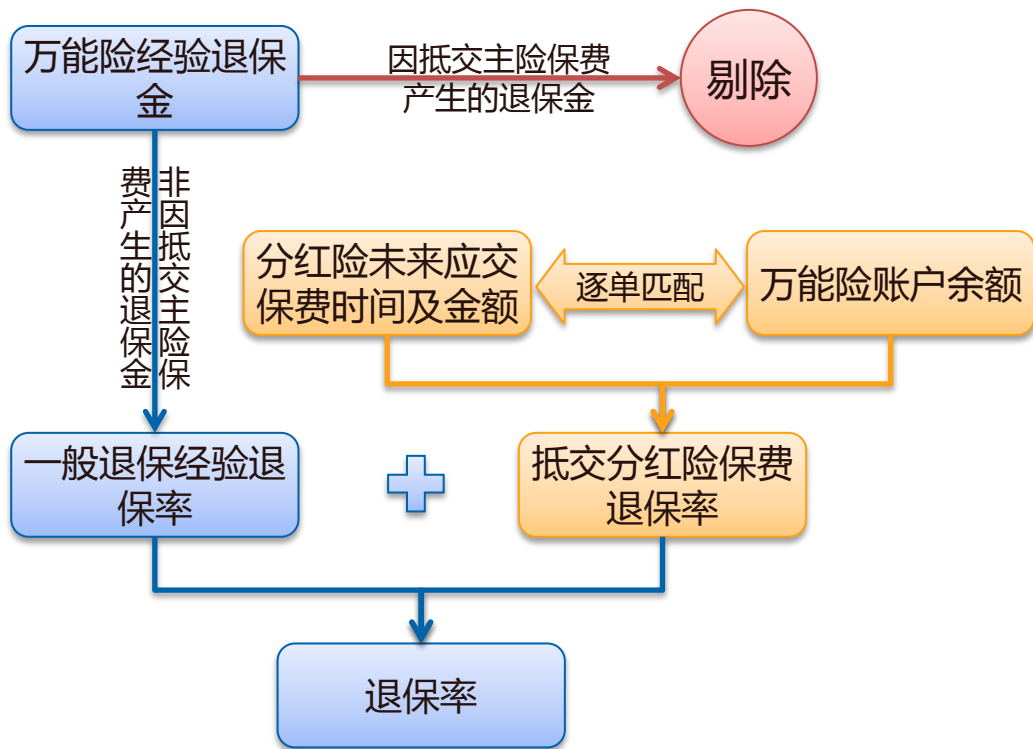 万能险经验退保
金
因抵交主险保费
产生的退保金
剔除
非因抵交主险保
费产生的退保金
分红险未来应交
保费时间及金额
逐单匹配
万能险账户余额
一般退保经验退
保率
抵交分红险保费
退保率
退保率